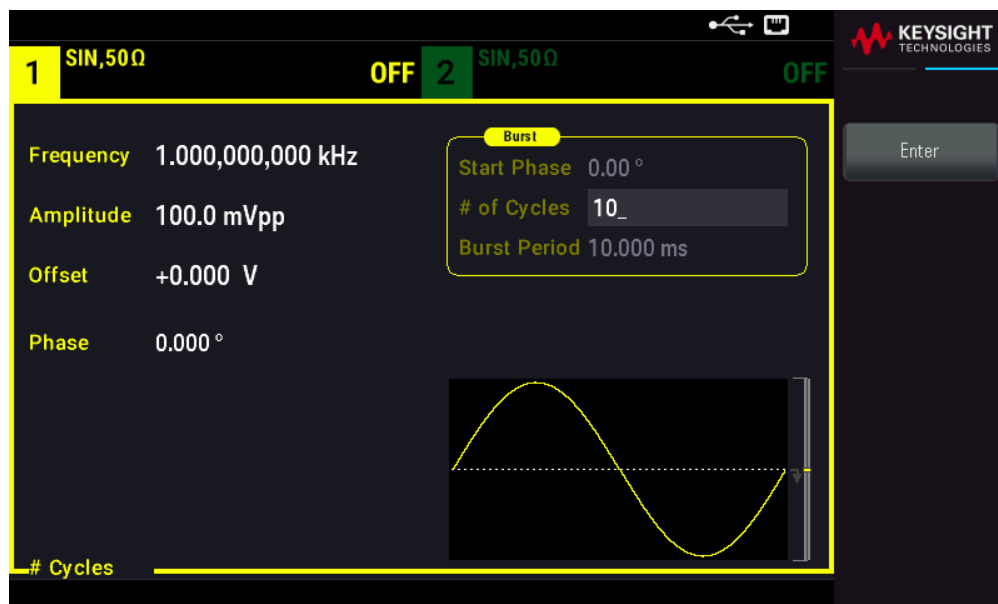 KEYSIGHT
TECHNOLOGIES
1 SIN,50Ω OFF 2 SIN,50Ω OFF
Frequency 1.000,000,000 kHz
Amplitude 100.0 mVpp
Offset +0.000 V
Phase 0.000 °
Burst
Start Phase 0.00 °
# of Cycles 10_
Burst Period 10.000 ms
Enter
# Cycles